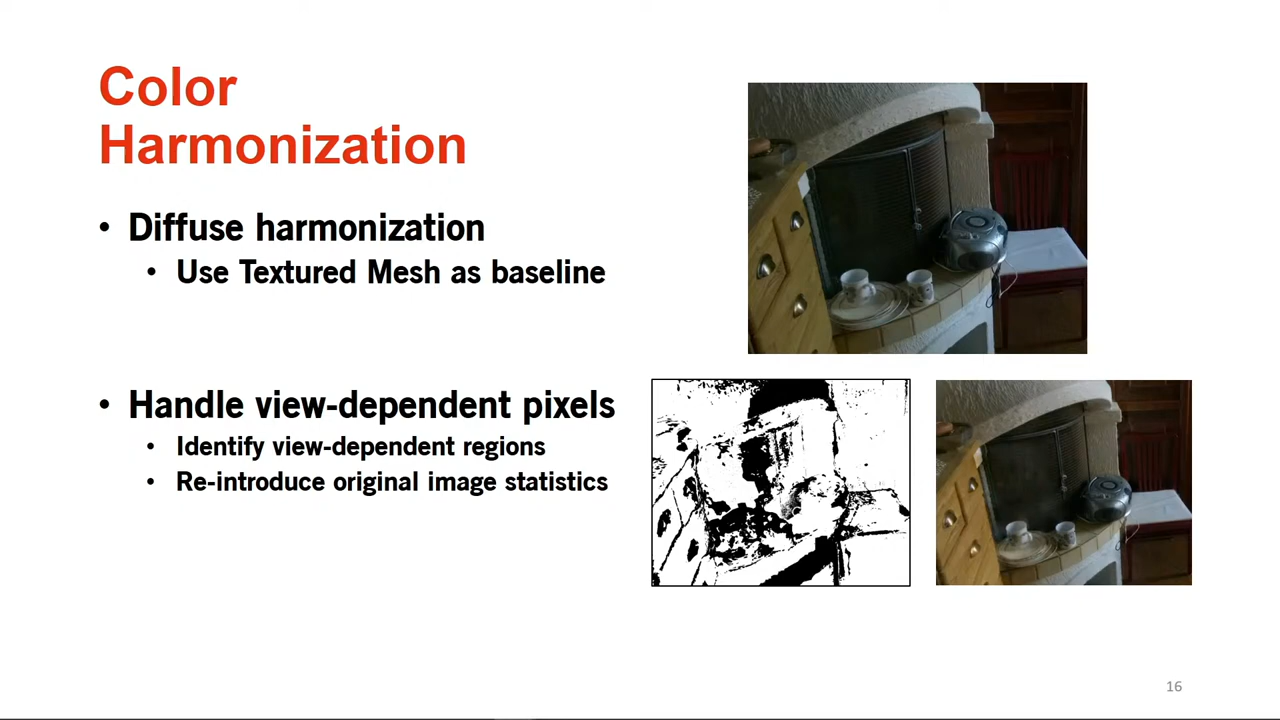 Color
Harmonization
• Diffuse harmonization
• Use Textured Mesh as baseline
• Handle view-dependent pixels
• Identify view-dependent regions
• Re-introduce original image statistics
16